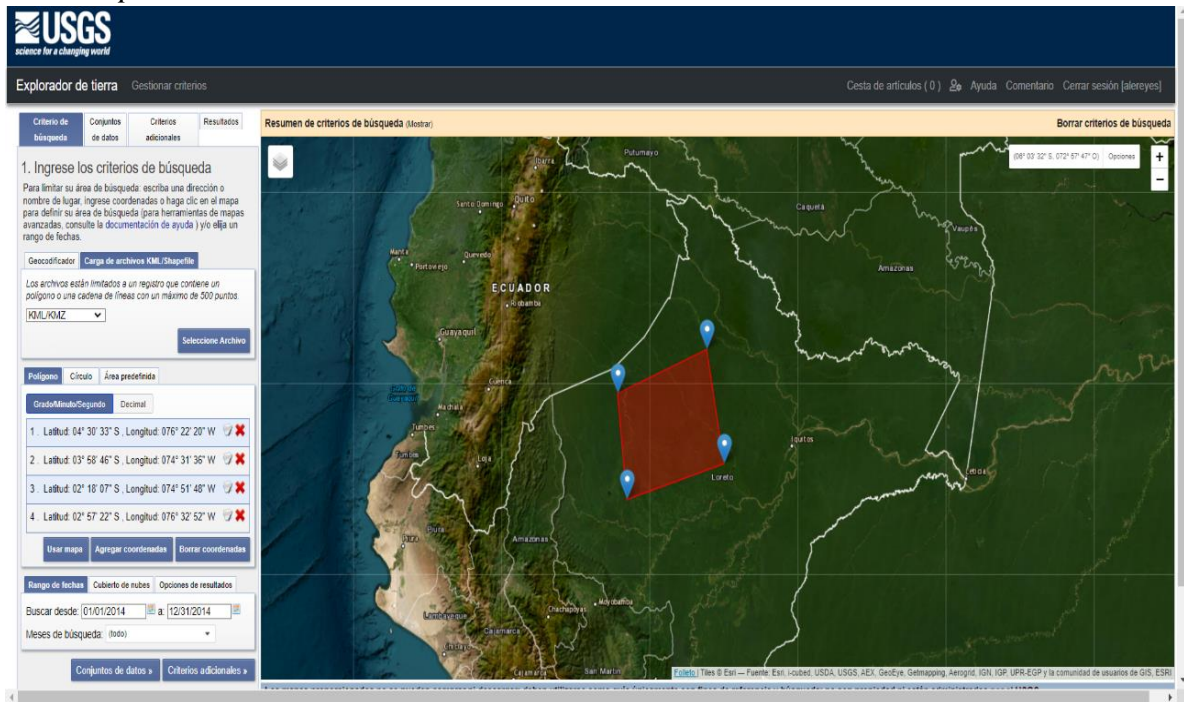 USGS
science for a changing world
Explorador de tierra Gestionar criterios
Cesta de artículos ( 0 ) Ayuda Comentario Cerrar sesión [alereyes]
Criterio de búsqueda
Conjuntos de datos
Criterios adicionales
Resultados
1. Ingrese los criterios de búsqueda
Para limitar su área de búsqueda: escriba una dirección o
nombre de lugar, ingrese coordenadas o haga clic en el mapa
para definir su área de búsqueda (para herramientas de mapas
avanzadas, consulte la documentación de ayuda ) y/o elija un
rango de fechas.
Geocodificador Carga de archivos KML/Shapefile
Los archivos están limitados a un registro que contiene un
polígono o una cadena de líneas con un máximo de 500 puntos.
KML/KMZ
Seleccione Archivo
Polígono Círculo Área predefinida
Grado/Minuto/Segundo Decimal
1 . Latitud: 04° 30' 33" S , Longitud: 076° 22' 20" W
2 . Latitud: 03° 58' 46" S , Longitud: 074° 31' 36" W
3 . Latitud: 02° 18' 07" S , Longitud: 074° 51' 48" W
4 . Latitud: 02° 57' 22" S , Longitud: 076° 32' 52" W
Usar mapa Agregar coordenadas Borrar coordenadas
Rango de fechas Cubierto de nubes Opciones de resultados
Buscar desde: 01/01/2014 a: 12/31/2014
Meses de búsqueda: (todo)
Conjuntos de datos » Criterios adicionales »
Resumen de criterios de búsqueda (Mostrar) Borrar criterios de búsqueda
(06° 03' 32" S, 072° 57' 47" O) Opciones
+
−
Ibarra
Putumayo
Santo Domingo
Quito
Caquetá
Vaupés
Manta
Portoviejo
Quevedo
Amazonas
ECUADOR
Riobamba
Guayaquil
Cuenca
Machala
Tumbes
Tumbes
Loja
Iquitos
Loreto
Leticia
Piura
Amazonas
Lambayeque
Chachapoyas
Moyobamba
Cajamarca
Chiclayo
Cajamarca
San Martín
Folleto | Tiles © Esri — Fuente: Esri, i-cubed, USDA, USGS, AEX, GeoEye, Getmapping, Aerogrid, IGN, IGP, UPR-EGP y la comunidad de usuarios de GIS, ESRI